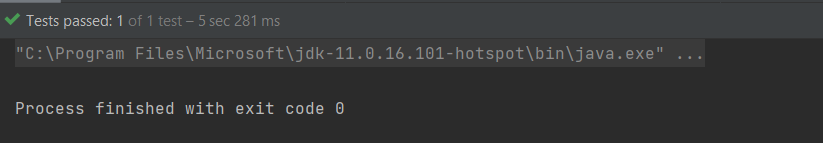 Tests passed: 1 of 1 test – 5 sec 281 ms
"C:\Program Files\Microsoft\jdk-11.0.16.101-hotspot\bin\java.exe" ...
Process finished with exit code 0